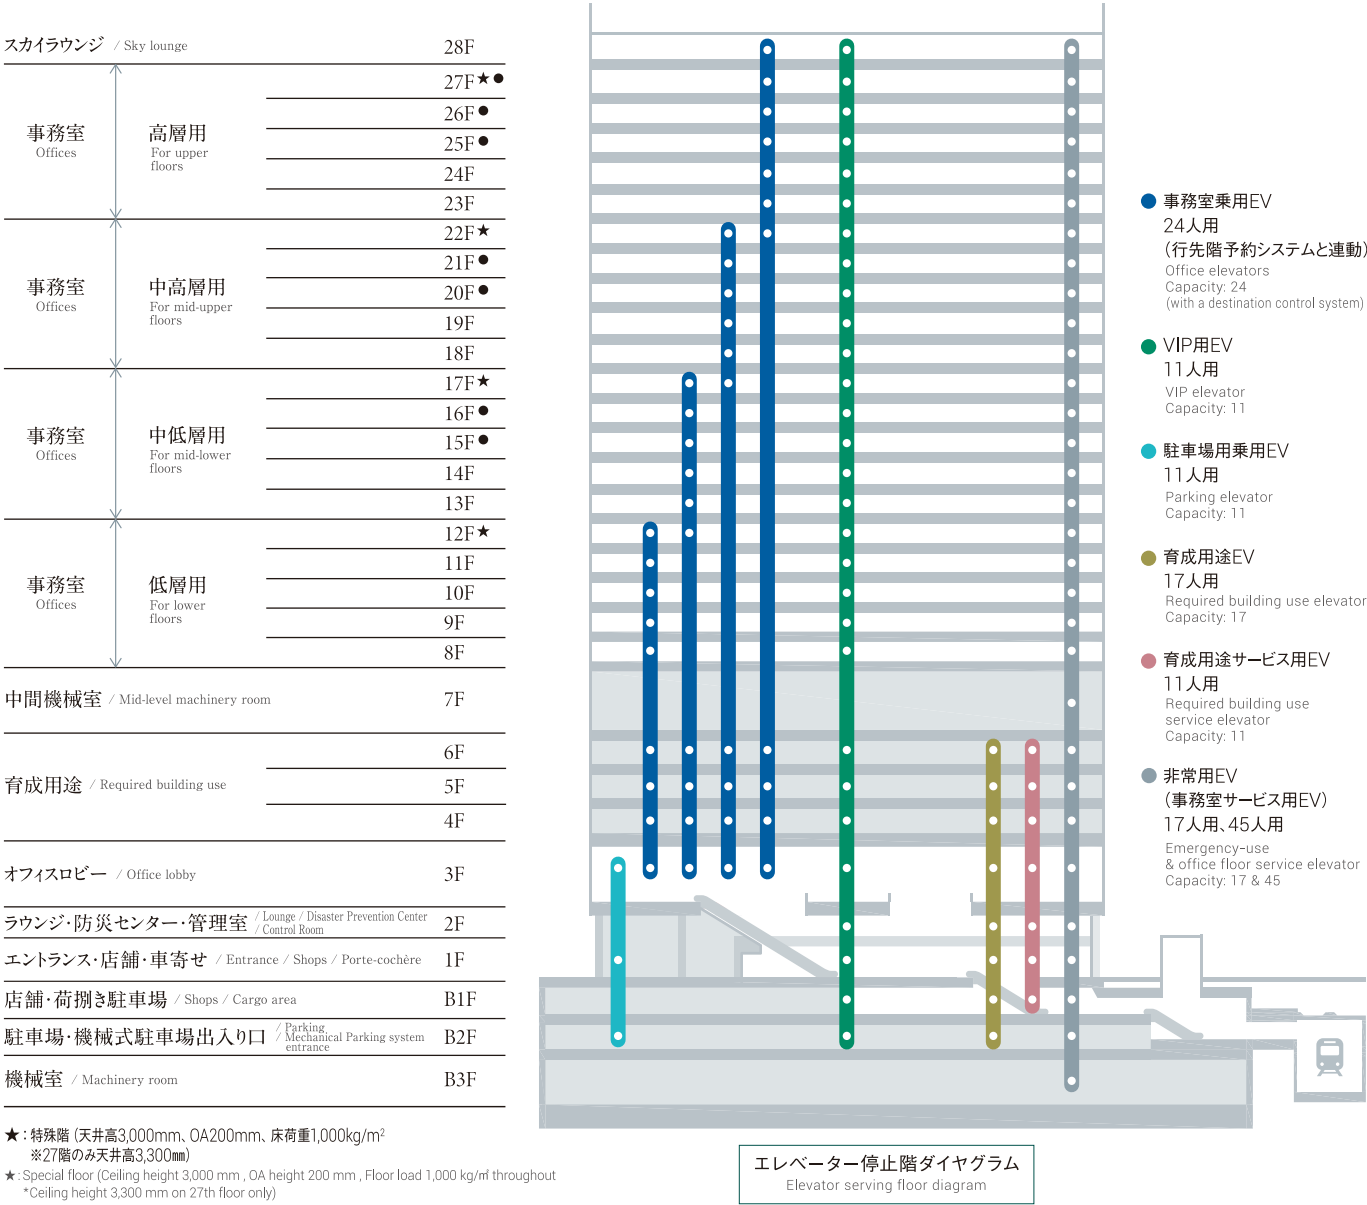 スカイラウンジ / Sky lounge 28F
27F★●
26F●
25F●
24F
23F
事務室
Offices
高層用
For upper
floors
22F★
21F●
20F●
19F
18F
事務室
Offices
中高層用
For mid-upper
floors
17F★
16F●
15F●
14F
13F
事務室
Offices
中低層用
For mid-lower
floors
12F★
11F
10F
9F
8F
事務室
Offices
低層用
For lower
floors
中間機械室 / Mid-level machinery room 7F
6F
育成用途 / Required building use 5F
4F
オフィスロビー / Office lobby 3F
ラウンジ・防災センター・管理室 / Lounge / Disaster Prevention Center
/ Control Room
2F
エントランス・店舗・車寄せ / Entrance / Shops / Porte-cochère 1F
店舗・荷捌き駐車場 / Shops / Cargo area B1F
駐車場・機械式駐車場出入り口 / Parking
/ Mechanical Parking system
entrance
B2F
機械室 / Machinery room B3F
★：特殊階（天井高3,000mm、OA200mm、床荷重1,000kg/m²
※27階のみ天井高3,300㎜）
★：Special floor (Ceiling height 3,000 mm , OA height 200 mm , Floor load 1,000 kg/㎡ throughout
*Ceiling height 3,300 mm on 27th floor only)
事務室乗用EV
24人用
（行先階予約システムと連動）
Office elevators
Capacity: 24
(with a destination control system)
VIP用EV
11人用
VIP elevator
Capacity: 11
駐車場用乗用EV
11人用
Parking elevator
Capacity: 11
育成用途EV
17人用
Required building use elevator
Capacity: 17
育成用途サービス用EV
11人用
Required building use
service elevator
Capacity: 11
非常用EV
（事務室サービス用EV）
17人用、45人用
Emergency-use
& office floor service elevator
Capacity: 17 & 45
エレベーター停止階ダイヤグラム
Elevator serving floor diagram